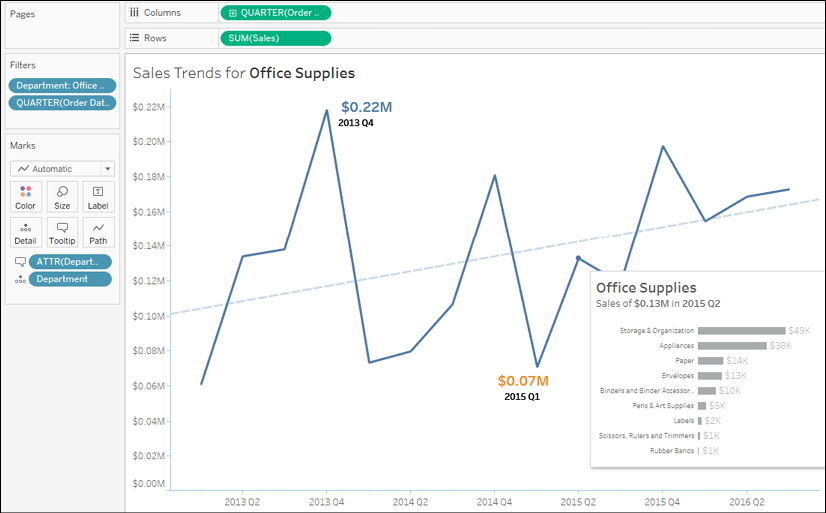 Pages
Columns
QUARTER(Order ..
Rows
SUM(Sales)
Filters
Department: Office ..
QUARTER(Order Dat..
Marks
Automatic
Color Size Label
Detail Tooltip Path
ATTR(Depart..
Department
Sales Trends for Office Supplies
$0.22M
$0.20M
$0.18M
$0.16M
$0.14M
$0.12M
$0.10M
$0.08M
$0.06M
$0.04M
$0.02M
$0.00M
$0.22M
2013 Q4
$0.07M
2015 Q1
Office Supplies
Sales of $0.13M in 2015 Q2
Storage & Organization $49K
Appliances $38K
Paper $14K
Envelopes $13K
Binders and Binder Accessor.. $10K
Pens & Art Supplies $5K
Labels $2K
Scissors, Rulers and Trimmers $1K
Rubber Bands $1K
2013 Q2 2013 Q4 2014 Q2 2014 Q4 2015 Q2 2015 Q4 2016 Q2